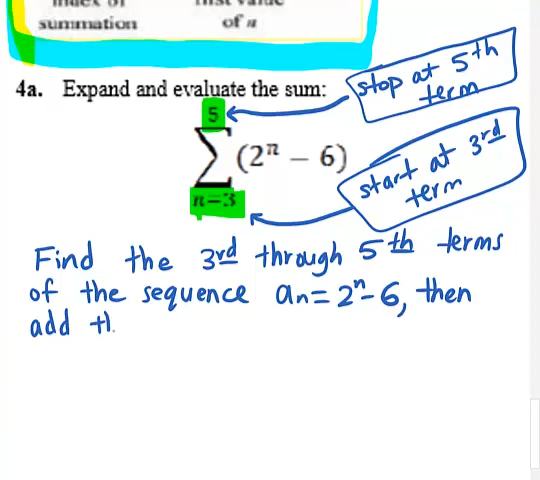 summation of n
4a. Expand and evaluate the sum:
stop at 5th
term
5
∑ (2ⁿ – 6)
n=3
start at 3rd
term
Find the 3rd through 5th terms
of the sequence an = 2ⁿ-6, then
add th